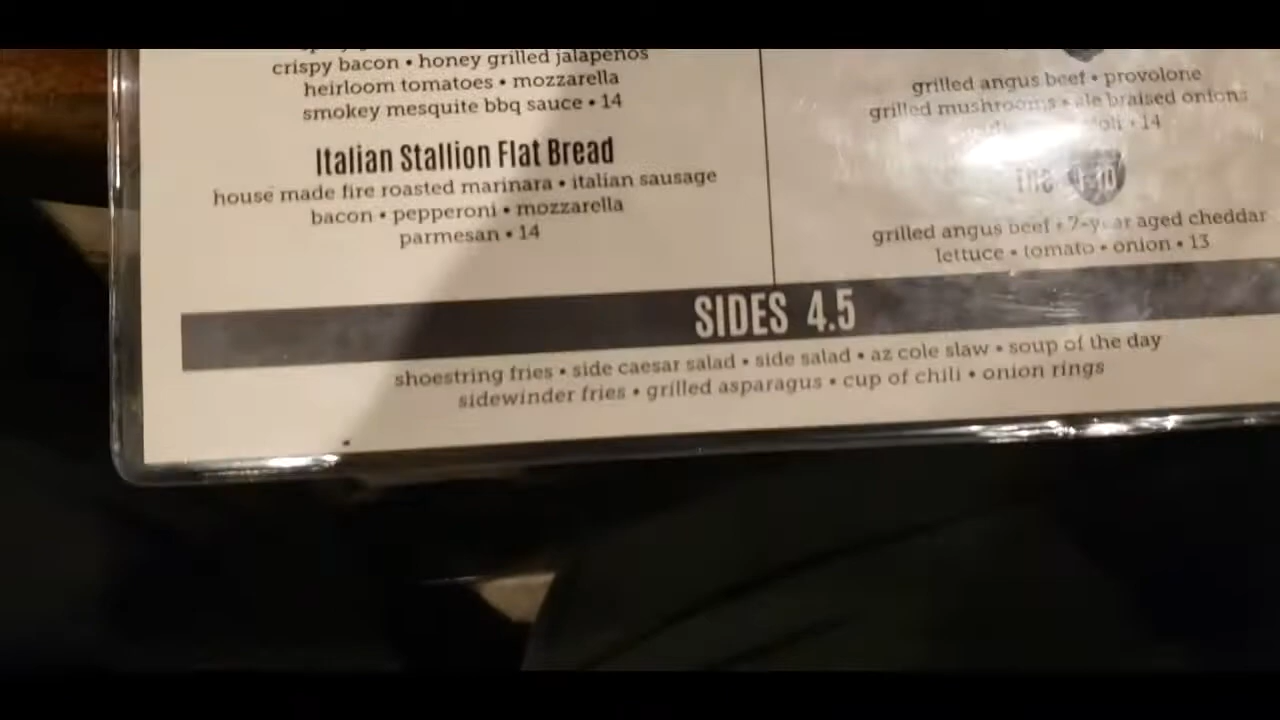 crispy bacon • honey grilled jalapenos
heirloom tomatoes • mozzarella
smokey mesquite bbq sauce • 14
Italian Stallion Flat Bread
house made fire roasted marinara • italian sausage
bacon • pepperoni • mozzarella
parmesan • 14
grilled angus beef • provolone
grilled mushrooms • ale braised onions
14
THE
grilled angus beef • 7-year aged cheddar
lettuce • tomato • onion • 13
SIDES 4.5
shoestring fries • side caesar salad • side salad • az cole slaw • soup of the day
sidewinder fries • grilled asparagus • cup of chili • onion rings